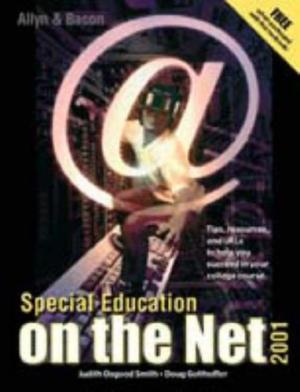 Allyn & Bacon
FREE
@
Tips, resources,
and URLs
to help you
succeed in your
college course.
Special Education
on the Net
2001
Judith Osgood Smith • Doug Gotthoffer